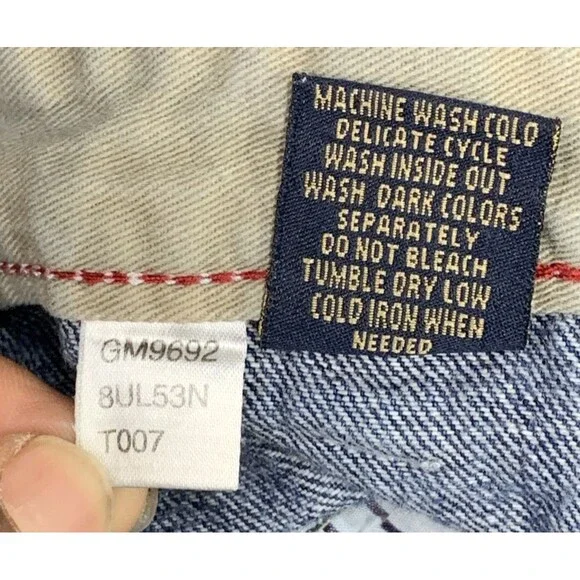 MACHINE WASH COLD
DELICATE CYCLE
WASH INSIDE OUT
WASH DARK COLORS
SEPARATELY
DO NOT BLEACH
TUMBLE DRY LOW
COLD IRON WHEN
NEEDED
GM9692
8UL53N
T007